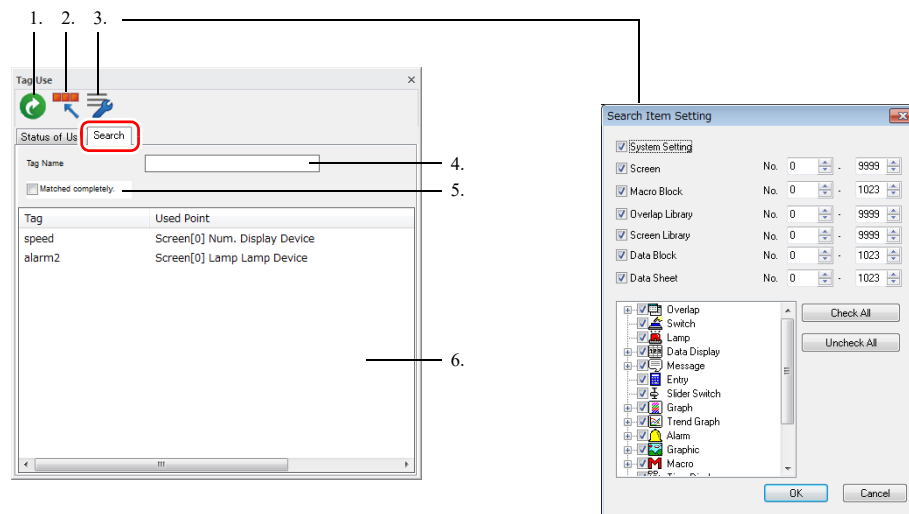 1. 2. 3.
Tag Use
Status of Us Search
Tag Name
4.
Matched completely.
5.
Tag Used Point
speed Screen[0] Num. Display Device
alarm2 Screen[0] Lamp Lamp Device
6.
Search Item Setting
System Setting
Screen No. 0 - 9999
Macro Block No. 0 - 1023
Overlap Library No. 0 - 9999
Screen Library No. 0 - 9999
Data Block No. 0 - 1023
Data Sheet No. 0 - 1023
Overlap
Switch
Lamp
Data Display
Message
Entry
Slider Switch
Graph
Trend Graph
Alarm
Graphic
Macro
Check All
Uncheck All
OK Cancel